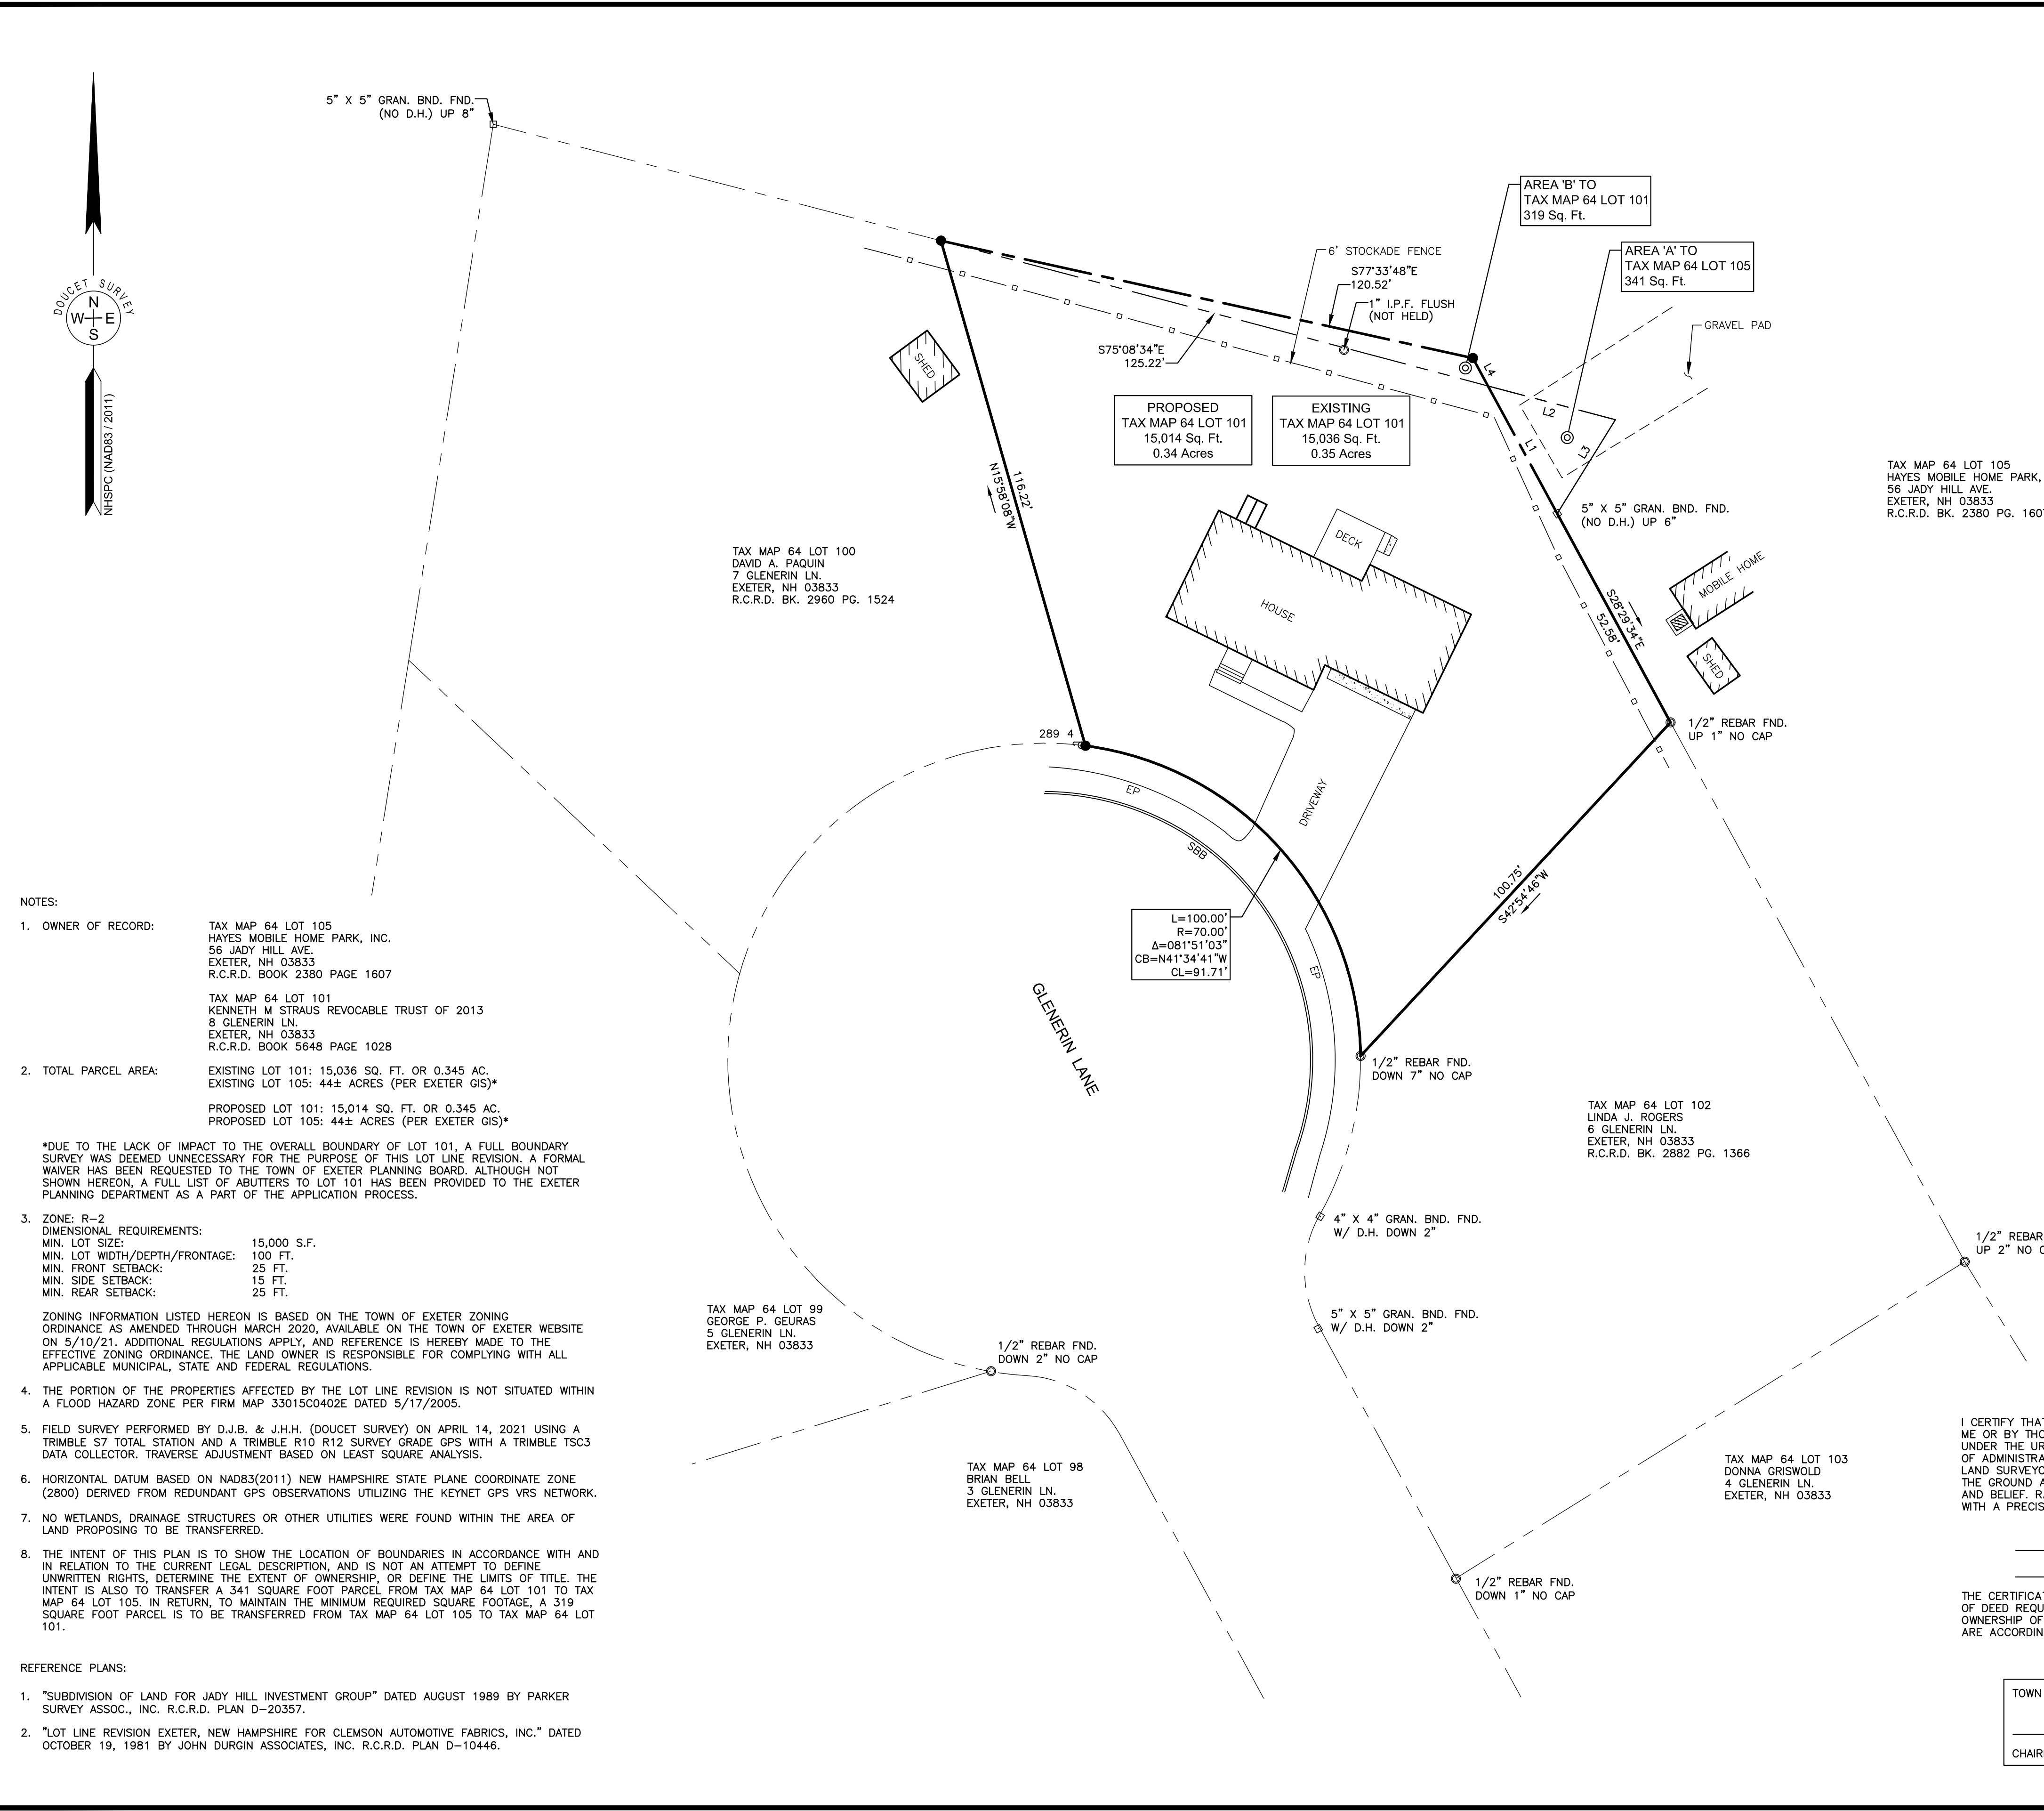 5" X 5" GRAN. BND. FND.
(NO D.H.) UP 8"
DOUCET SURVEY
N
W E
S
NHSPC (NAD83 / 2011)
AREA 'B' TO
TAX MAP 64 LOT 101
319 Sq. Ft.
AREA 'A' TO
TAX MAP 64 LOT 105
341 Sq. Ft.
6' STOCKADE FENCE
S77°33'48"E
120.52'
1" I.P.F. FLUSH
(NOT HELD)
GRAVEL PAD
S75°08'34"E
125.22'
SHED
L4
L2
L1
L3
PROPOSED
TAX MAP 64 LOT 101
15,014 Sq. Ft.
0.34 Acres
EXISTING
TAX MAP 64 LOT 101
15,036 Sq. Ft.
0.35 Acres
116.22'
N15°58'08"W
TAX MAP 64 LOT 105
HAYES MOBILE HOME PARK,
56 JADY HILL AVE.
EXETER, NH 03833
R.C.R.D. BK. 2380 PG. 1607
5" X 5" GRAN. BND. FND.
(NO D.H.) UP 6"
DECK
HOUSE
MOBILE HOME
SHED
S28°29'34"E
52.58'
TAX MAP 64 LOT 100
DAVID A. PAQUIN
7 GLENERIN LN.
EXETER, NH 03833
R.C.R.D. BK. 2960 PG. 1524
1/2" REBAR FND.
UP 1" NO CAP
289 4
EP
SBB
DRIVEWAY
100.75'
S42°54'46"W
L=100.00'
R=70.00'
Δ=081°51'03"
CB=N41°34'41"W
CL=91.71'
EP
GLENERIN LANE
1/2" REBAR FND.
DOWN 7" NO CAP
TAX MAP 64 LOT 102
LINDA J. ROGERS
6 GLENERIN LN.
EXETER, NH 03833
R.C.R.D. BK. 2882 PG. 1366
4" X 4" GRAN. BND. FND.
W/ D.H. DOWN 2"
5" X 5" GRAN. BND. FND.
W/ D.H. DOWN 2"
1/2" REBAR
UP 2" NO
TAX MAP 64 LOT 99
GEORGE P. GEURAS
5 GLENERIN LN.
EXETER, NH 03833
1/2" REBAR FND.
DOWN 2" NO CAP
TAX MAP 64 LOT 98
BRIAN BELL
3 GLENERIN LN.
EXETER, NH 03833
TAX MAP 64 LOT 103
DONNA GRISWOLD
4 GLENERIN LN.
EXETER, NH 03833
1/2" REBAR FND.
DOWN 1" NO CAP
NOTES:
1. OWNER OF RECORD: TAX MAP 64 LOT 105
HAYES MOBILE HOME PARK, INC.
56 JADY HILL AVE.
EXETER, NH 03833
R.C.R.D. BOOK 2380 PAGE 1607
TAX MAP 64 LOT 101
KENNETH M STRAUS REVOCABLE TRUST OF 2013
8 GLENERIN LN.
EXETER, NH 03833
R.C.R.D. BOOK 5648 PAGE 1028
2. TOTAL PARCEL AREA: EXISTING LOT 101: 15,036 SQ. FT. OR 0.345 AC.
EXISTING LOT 105: 44± ACRES (PER EXETER GIS)*
PROPOSED LOT 101: 15,014 SQ. FT. OR 0.345 AC.
PROPOSED LOT 105: 44± ACRES (PER EXETER GIS)*
*DUE TO THE LACK OF IMPACT TO THE OVERALL BOUNDARY OF LOT 101, A FULL BOUNDARY
SURVEY WAS DEEMED UNNECESSARY FOR THE PURPOSE OF THIS LOT LINE REVISION. A FORMAL
WAIVER HAS BEEN REQUESTED TO THE TOWN OF EXETER PLANNING BOARD. ALTHOUGH NOT
SHOWN HEREON, A FULL LIST OF ABUTTERS TO LOT 101 HAS BEEN PROVIDED TO THE EXETER
PLANNING DEPARTMENT AS A PART OF THE APPLICATION PROCESS.
3. ZONE: R-2
DIMENSIONAL REQUIREMENTS:
MIN. LOT SIZE: 15,000 S.F.
MIN. LOT WIDTH/DEPTH/FRONTAGE: 100 FT.
MIN. FRONT SETBACK: 25 FT.
MIN. SIDE SETBACK: 15 FT.
MIN. REAR SETBACK: 25 FT.
ZONING INFORMATION LISTED HEREON IS BASED ON THE TOWN OF EXETER ZONING
ORDINANCE AS AMENDED THROUGH MARCH 2020, AVAILABLE ON THE TOWN OF EXETER WEBSITE
ON 5/10/21. ADDITIONAL REGULATIONS APPLY, AND REFERENCE IS HEREBY MADE TO THE
EFFECTIVE ZONING ORDINANCE. THE LAND OWNER IS RESPONSIBLE FOR COMPLYING WITH ALL
APPLICABLE MUNICIPAL, STATE AND FEDERAL REGULATIONS.
4. THE PORTION OF THE PROPERTIES AFFECTED BY THE LOT LINE REVISION IS NOT SITUATED WITHIN
A FLOOD HAZARD ZONE PER FIRM MAP 33015C0402E DATED 5/17/2005.
5. FIELD SURVEY PERFORMED BY D.J.B. & J.H.H. (DOUCET SURVEY) ON APRIL 14, 2021 USING A
TRIMBLE S7 TOTAL STATION AND A TRIMBLE R10 R12 SURVEY GRADE GPS WITH A TRIMBLE TSC3
DATA COLLECTOR. TRAVERSE ADJUSTMENT BASED ON LEAST SQUARE ANALYSIS.
6. HORIZONTAL DATUM BASED ON NAD83(2011) NEW HAMPSHIRE STATE PLANE COORDINATE ZONE
(2800) DERIVED FROM REDUNDANT GPS OBSERVATIONS UTILIZING THE KEYNET GPS VRS NETWORK.
7. NO WETLANDS, DRAINAGE STRUCTURES OR OTHER UTILITIES WERE FOUND WITHIN THE AREA OF
LAND PROPOSING TO BE TRANSFERRED.
8. THE INTENT OF THIS PLAN IS TO SHOW THE LOCATION OF BOUNDARIES IN ACCORDANCE WITH AND
IN RELATION TO THE CURRENT LEGAL DESCRIPTION, AND IS NOT AN ATTEMPT TO DEFINE
UNWRITTEN RIGHTS, DETERMINE THE EXTENT OF OWNERSHIP, OR DEFINE THE LIMITS OF TITLE. THE
INTENT IS ALSO TO TRANSFER A 341 SQUARE FOOT PARCEL FROM TAX MAP 64 LOT 101 TO TAX
MAP 64 LOT 105. IN RETURN, TO MAINTAIN THE MINIMUM REQUIRED SQUARE FOOTAGE, A 319
SQUARE FOOT PARCEL IS TO BE TRANSFERRED FROM TAX MAP 64 LOT 105 TO TAX MAP 64 LOT
101.
REFERENCE PLANS:
1. "SUBDIVISION OF LAND FOR JADY HILL INVESTMENT GROUP" DATED AUGUST 1989 BY PARKER
SURVEY ASSOC., INC. R.C.R.D. PLAN D-20357.
2. "LOT LINE REVISION EXETER, NEW HAMPSHIRE FOR CLEMSON AUTOMOTIVE FABRICS, INC." DATED
OCTOBER 19, 1981 BY JOHN DURGIN ASSOCIATES, INC. R.C.R.D. PLAN D-10446.
I CERTIFY THA
ME OR BY THO
UNDER THE UR
OF ADMINISTRA
LAND SURVEYO
THE GROUND A
AND BELIEF. R.
WITH A PRECIS
THE CERTIFICA
OF DEED REQU
OWNERSHIP OF
ARE ACCORDIN
TOWN
CHAIR